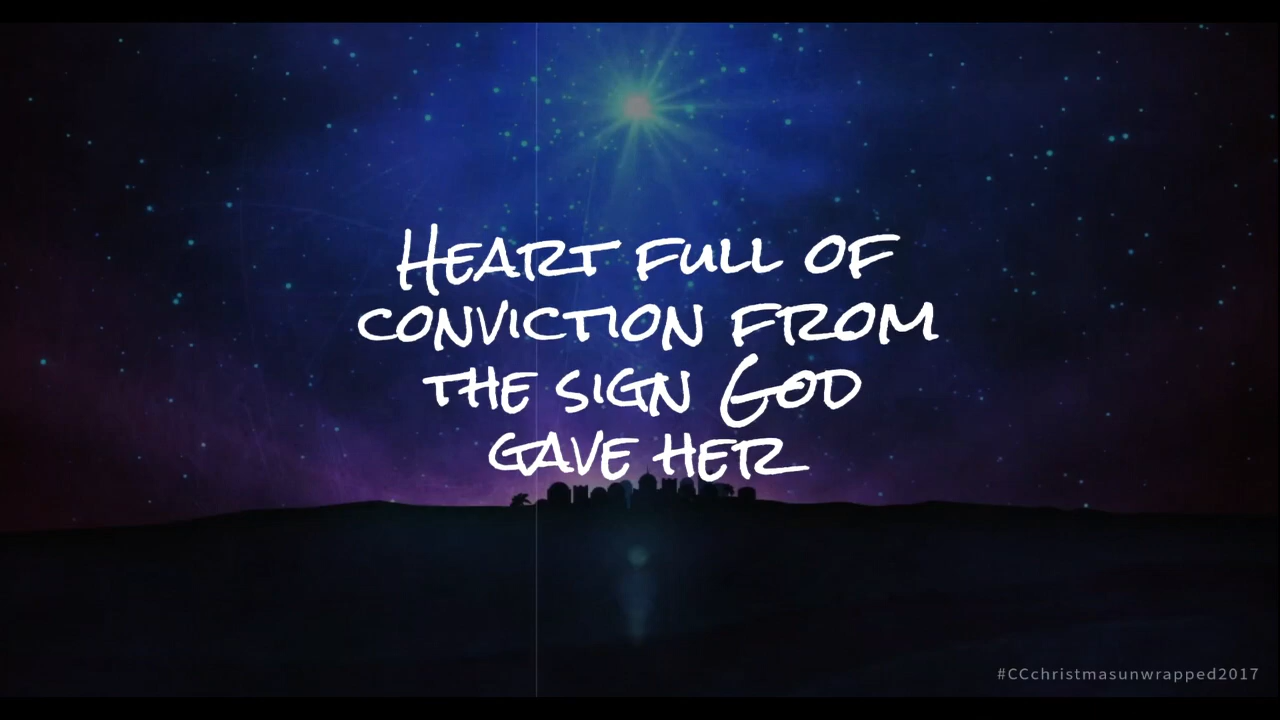 HEART FULL OF
CONVICTION FROM
THE SIGN GOD
GAVE HER
#CCchristmasunwrapped2017